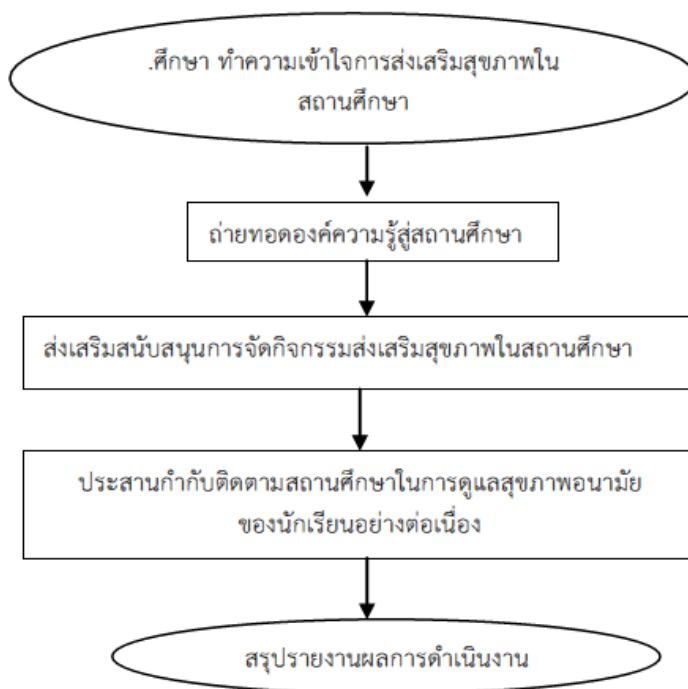 .ศึกษา ทำความเข้าใจการส่งเสริมสุขภาพใน
สถานศึกษา
ถ่ายทอดองค์ความรู้สู่สถานศึกษา
ส่งเสริมสนับสนุนการจัดกิจกรรมส่งเสริมสุขภาพในสถานศึกษา
ประสานกำกับติดตามสถานศึกษาในการดูแลสุขภาพอนามัย
ของนักเรียนอย่างต่อเนื่อง
สรุปรายงานผลการดำเนินงาน